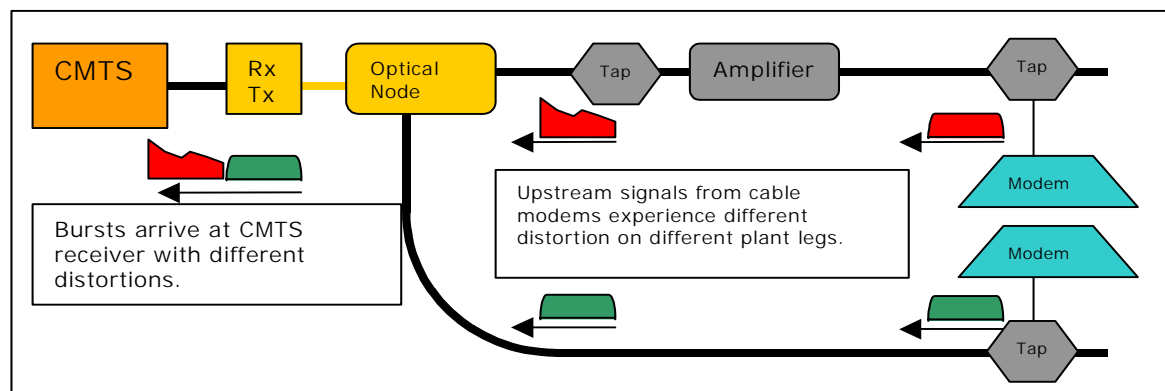 CMTS
Rx
Tx
Optical
Node
Tap
Amplifier
Tap
Modem
Upstream signals from cable
modems experience different
distortion on different plant legs.
Bursts arrive at CMTS
receiver with different
distortions.
Modem
Tap